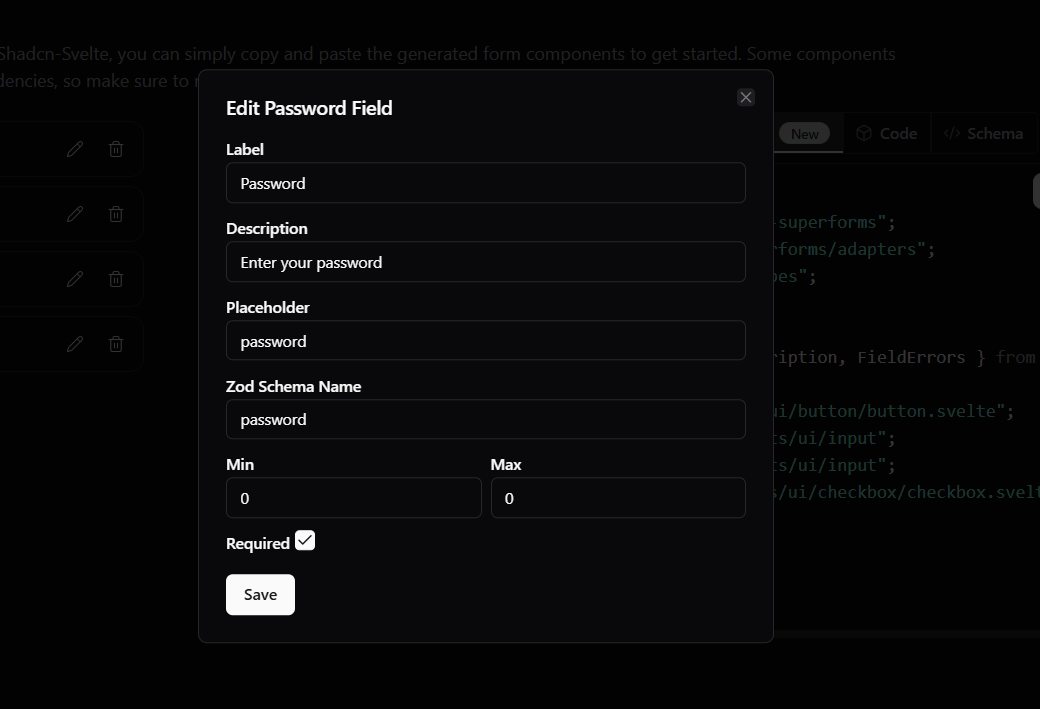 Shadcn-Svelte, you can simply copy and paste the generated form components to get started. Some components
dencies, so make sure to
Edit Password Field
New
Code
</> Schema
Label
Password
-superforms";
Description
rforms/adapters";
Enter your password
pes";
Placeholder
password
ription, FieldErrors } from
Zod Schema Name
password
ui/button/button.svelte";
ts/ui/input";
Min
Max
ts/ui/input";
0
0
s/ui/checkbox/checkbox.svelt
Required
Save